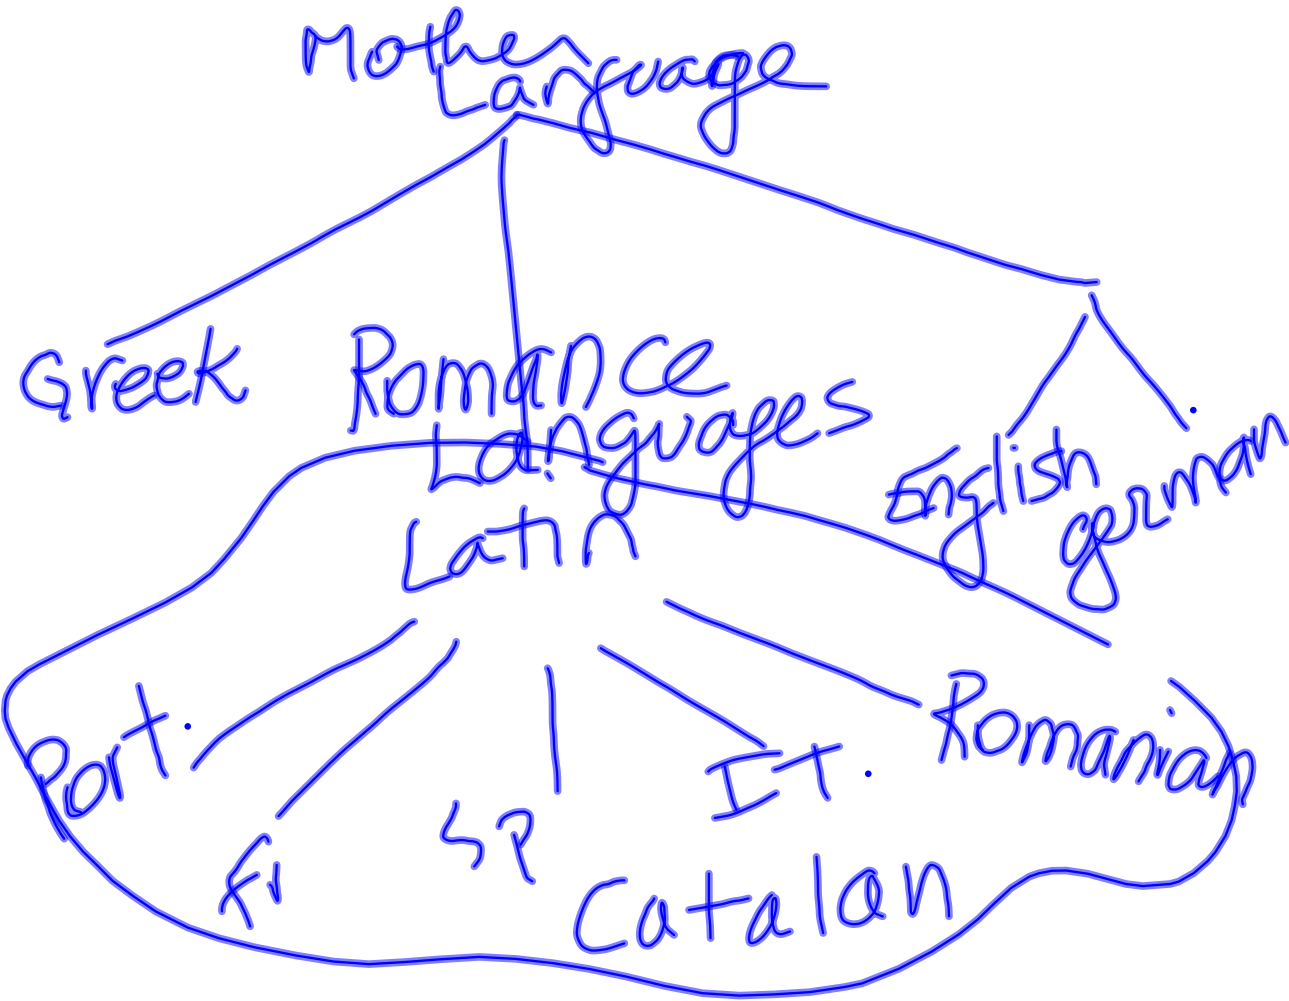 Mother
Language
Greek
Romance
Languages
English
german
Latin
Port.
Fr
SP
IT.
Romanian
Catalan